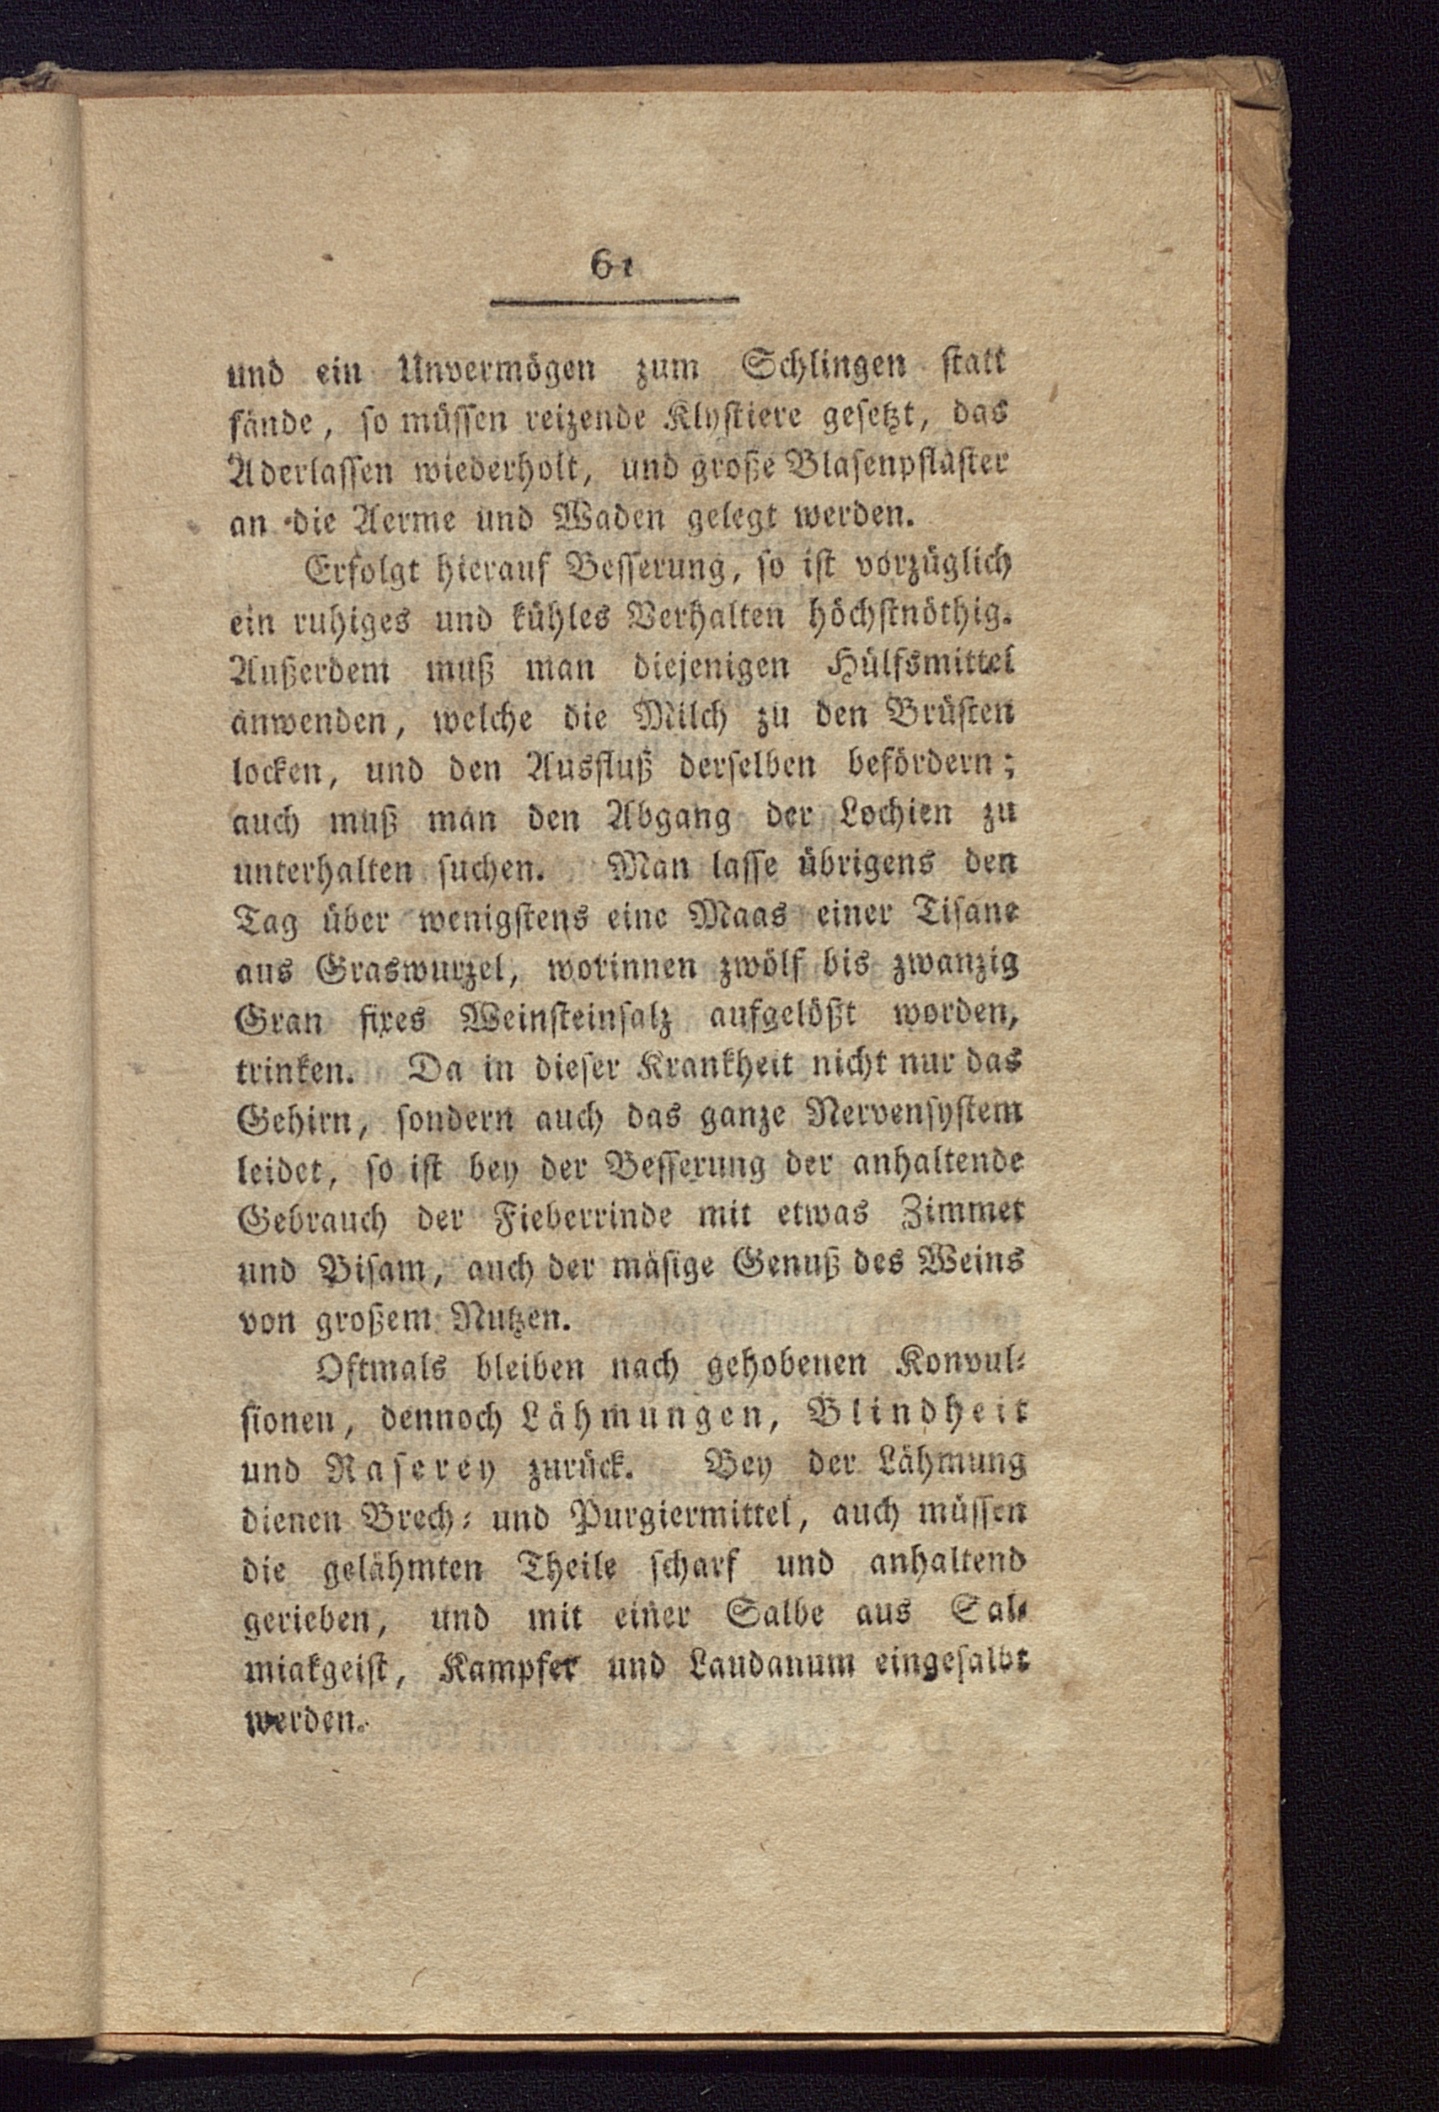 61
und ein Unvermögen zum Schlingen statt
fände, so müssen reizende Klystiere gesetzt, das
Aderlassen wiederholt, und große Blasenpflaster
an die Aerme und Waden gelegt werden.
Erfolgt hierauf Besserung, so ist vorzüglich
ein ruhiges und kühles Verhalten höchstnöthig.
Außerdem muß man diejenigen Hülfsmittel
anwenden, welche die Milch zu den Brüsten
locken, und den Ausfluß derselben befördern;
auch muß man den Abgang der Lochien zu
unterhalten suchen. Man lasse übrigens den
Tag über wenigstens eine Maas einer Tisane
aus Graswurzel, worinnen zwölf bis zwanzig
Gran fixes Weinsteinsalz aufgelößt worden,
trinken. Da in dieser Krankheit nicht nur das
Gehirn, sondern auch das ganze Nervensystem
leidet, so ist bey der Besserung der anhaltende
Gebrauch der Fieberrinde mit etwas Zimmet
und Bisam, auch der mäsige Genuß des Weins
von großem Nutzen.
Oftmals bleiben nach gehobenen Konvul-
sionen, dennoch Lähmungen, Blindheit
und Raserey zurück. Bey der Lähmung
dienen Brech- und Purgiermittel, auch müssen
die gelähmten Theile scharf und anhaltend
gerieben, und mit einer Salbe aus Sal-
miakgeist, Kampfer und Laudanum eingesalbt
werden.